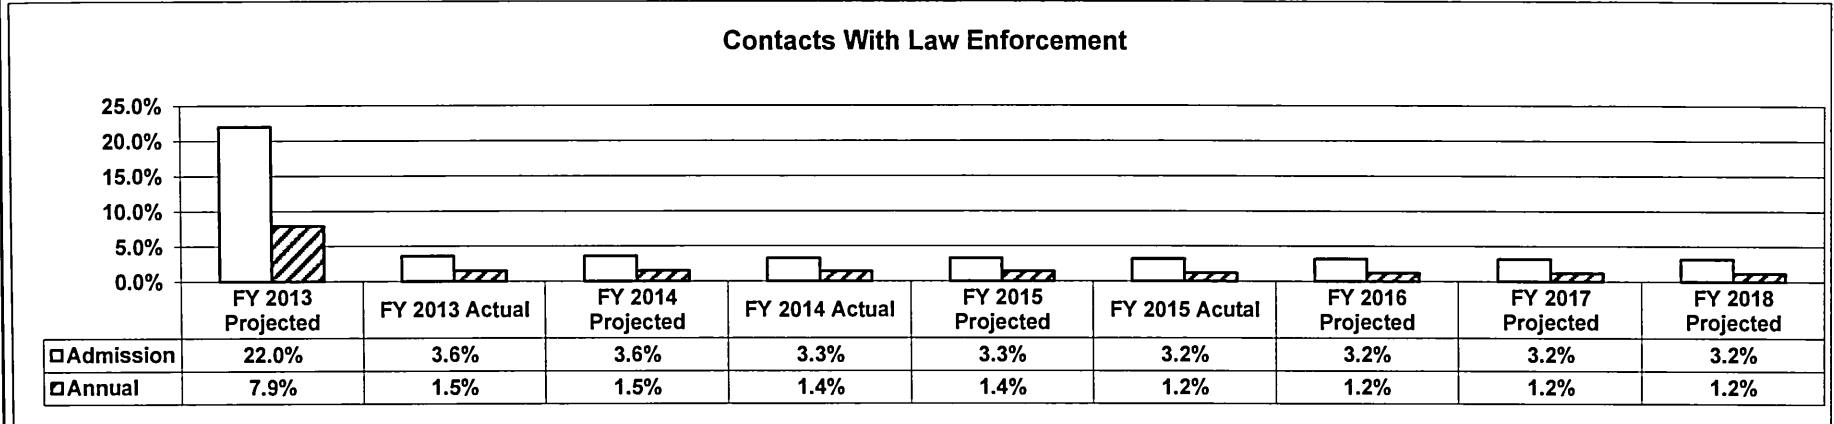 Contacts With Law Enforcement
25.0%
20.0%
15.0%
10.0%
5.0%
0.0%
FY 2013 Projected FY 2013 Actual FY 2014 Projected FY 2014 Actual FY 2015 Projected FY 2015 Acutal FY 2016 Projected FY 2017 Projected FY 2018 Projected
Admission 22.0% 3.6% 3.6% 3.3% 3.3% 3.2% 3.2% 3.2% 3.2%
Annual 7.9% 1.5% 1.5% 1.4% 1.4% 1.2% 1.2% 1.2% 1.2%